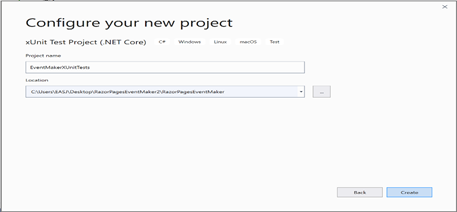 Configure your new project
xUnit Test Project (.NET Core) C# Windows Linux macOS Test
Project name
EventMakerXUnitTests
Location
C:\Users\EASJ\Desktop\RazorPagesEventMaker2\RazorPagesEventMaker
...
Back Create